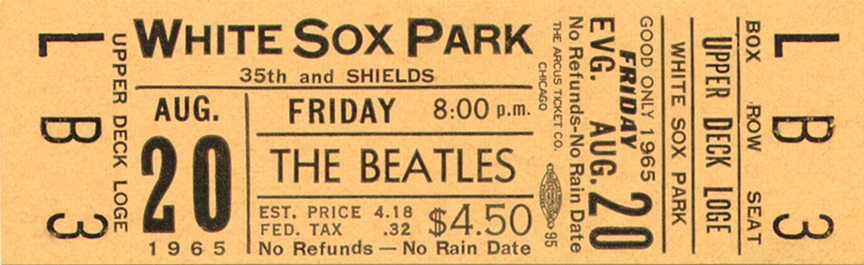 L B 3
UPPER DECK LOGE
WHITE SOX PARK
35th and SHIELDS
AUG.
20
1965
FRIDAY 8:00 p.m.
THE BEATLES
EST. PRICE 4.18
FED. TAX .32
$4.50
No Refunds — No Rain Date
CHICAGO
THE ARCUS TICKET CO.
95
No Refunds-No Rain Date
EVG. AUG. 20
FRIDAY
GOOD ONLY 1965
WHITE SOX PARK
UPPER DECK LOGE
BOX ROW SEAT
L B 3